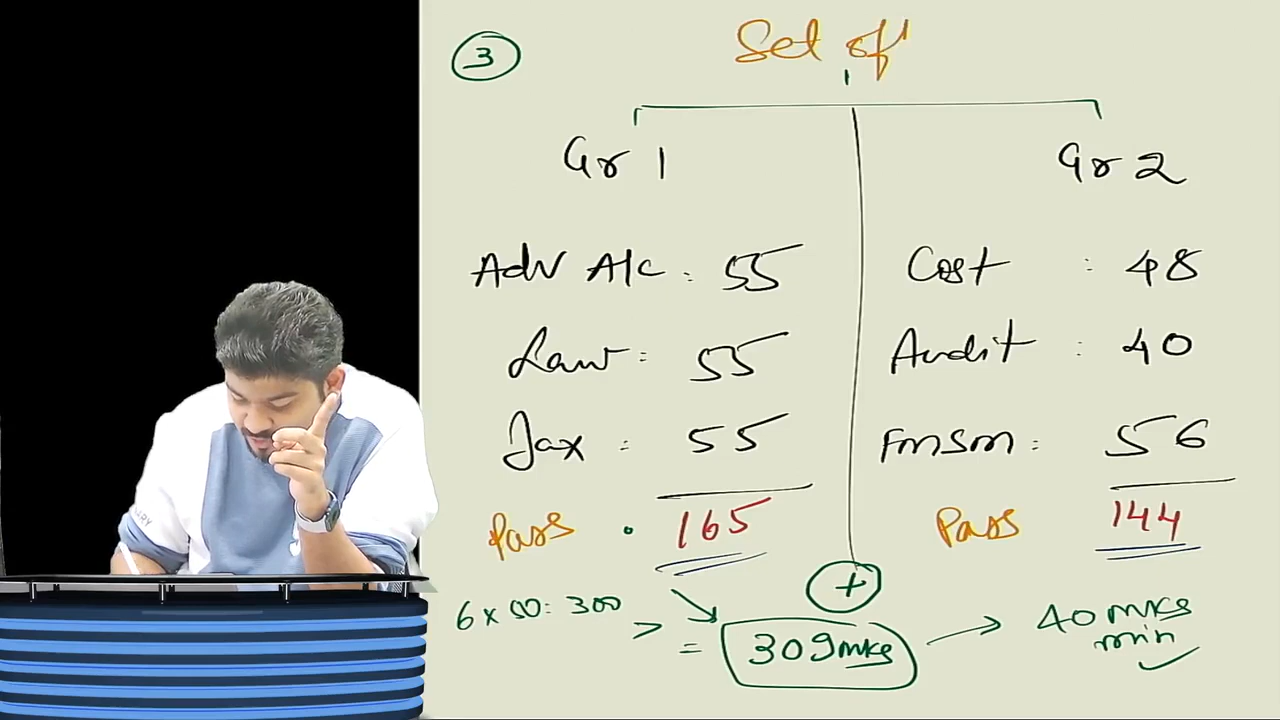 3
Set of
Gr 1
Gr 2
Adv A/c : 55
Cost : 48
Law : 55
Audit : 40
Tax : 55
FMSM : 56
Pass . 165
Pass 144
+
6 x 50 : 300 > = 309 mks → 40 mks
min